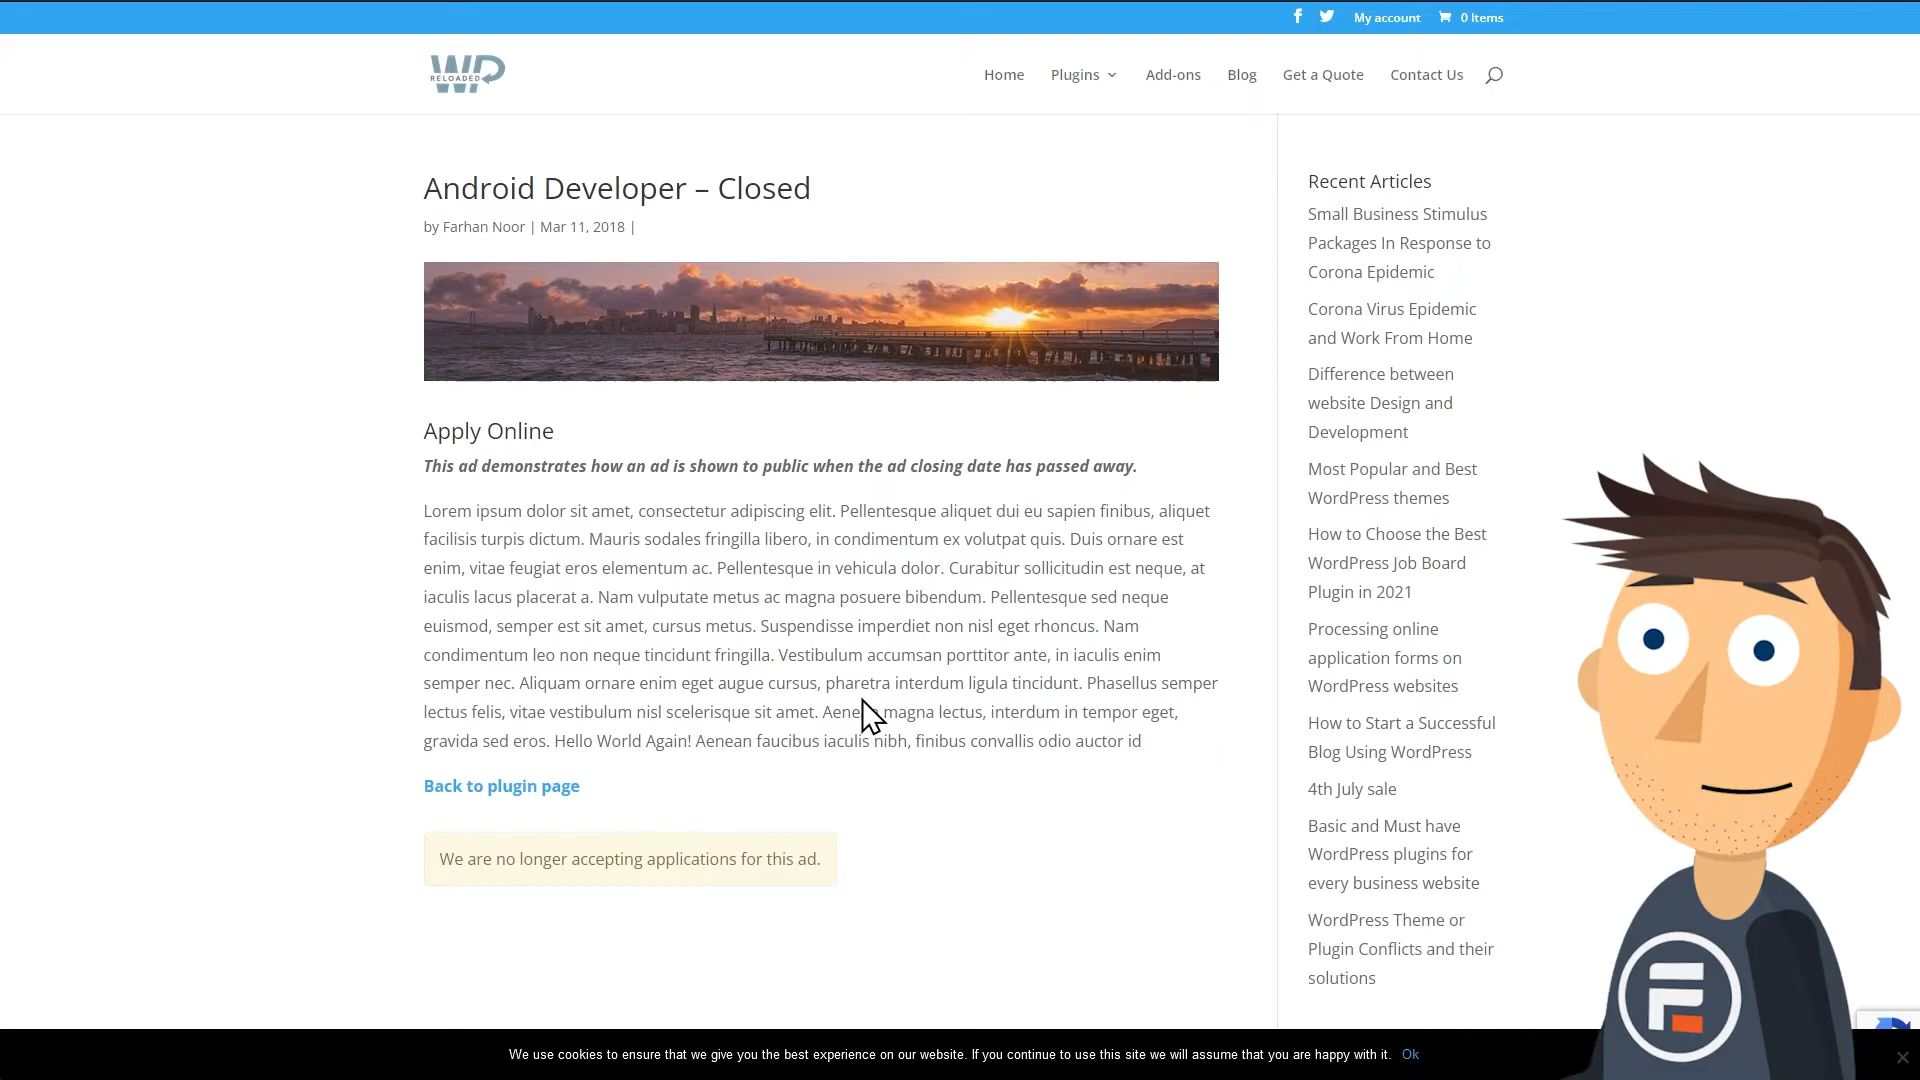 My account
0 Items
WP
RELOADED
Home
Plugins
Add-ons
Blog
Get a Quote
Contact Us
Android Developer – Closed
by Farhan Noor | Mar 11, 2018 |
Apply Online
This ad demonstrates how an ad is shown to public when the ad closing date has passed away.
Lorem ipsum dolor sit amet, consectetur adipiscing elit. Pellentesque aliquet dui eu sapien finibus, aliquet
facilisis turpis dictum. Mauris sodales fringilla libero, in condimentum ex volutpat quis. Duis ornare est
enim, vitae feugiat eros elementum ac. Pellentesque in vehicula dolor. Curabitur sollicitudin est neque, at
iaculis lacus placerat a. Nam vulputate metus ac magna posuere bibendum. Pellentesque sed neque
euismod, semper est sit amet, cursus metus. Suspendisse imperdiet non nisl eget rhoncus. Nam
condimentum leo non neque tincidunt fringilla. Vestibulum accumsan porttitor ante, in iaculis enim
semper nec. Aliquam ornare enim eget augue cursus, pharetra interdum ligula tincidunt. Phasellus semper
lectus felis, vitae vestibulum nisl scelerisque sit amet. Aenean magna lectus, interdum in tempor eget,
gravida sed eros. Hello World Again! Aenean faucibus iaculis nibh, finibus convallis odio auctor id
Back to plugin page
We are no longer accepting applications for this ad.
Recent Articles
Small Business Stimulus
Packages In Response to
Corona Epidemic
Corona Virus Epidemic
and Work From Home
Difference between
website Design and
Development
Most Popular and Best
WordPress themes
How to Choose the Best
WordPress Job Board
Plugin in 2021
Processing online
application forms on
WordPress websites
How to Start a Successful
Blog Using WordPress
4th July sale
Basic and Must have
WordPress plugins for
every business website
WordPress Theme or
Plugin Conflicts and their
solutions
We use cookies to ensure that we give you the best experience on our website. If you continue to use this site we will assume that you are happy with it. Ok